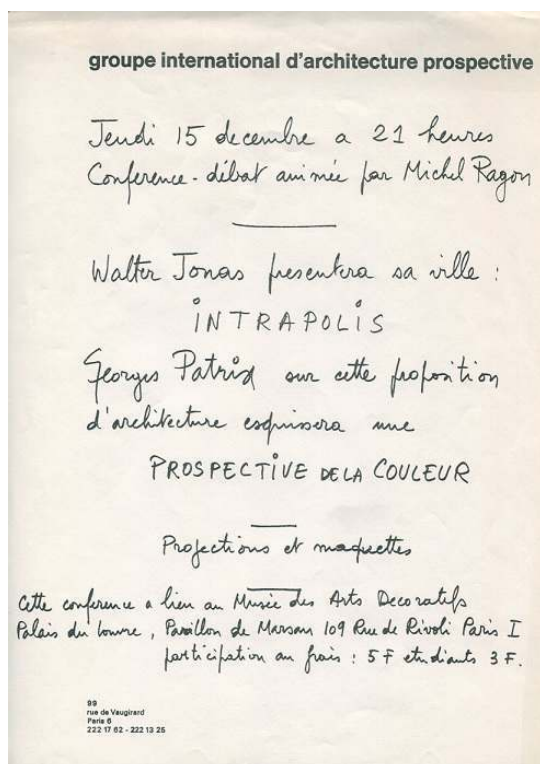 groupe international d'architecture prospective
Jeudi 15 decembre a 21 heures
Conference-débat animée par Michel Ragon
Walter Jonas presentera sa ville :
INTRAPOLIS
Georges Patrix sur cette proposition
d'architecture esquissera une
PROSPECTIVE DE LA COULEUR
Projections et maquettes
Cette conference a lieu au Musée des Arts Decoratifs
Palais du Louvre, Pavillon de Marsan 109 Rue de Rivoli Paris I
participation au frais : 5 F etudiants 3 F.
99
rue de Vaugirard
Paris 6
222 17 62 - 222 13 25